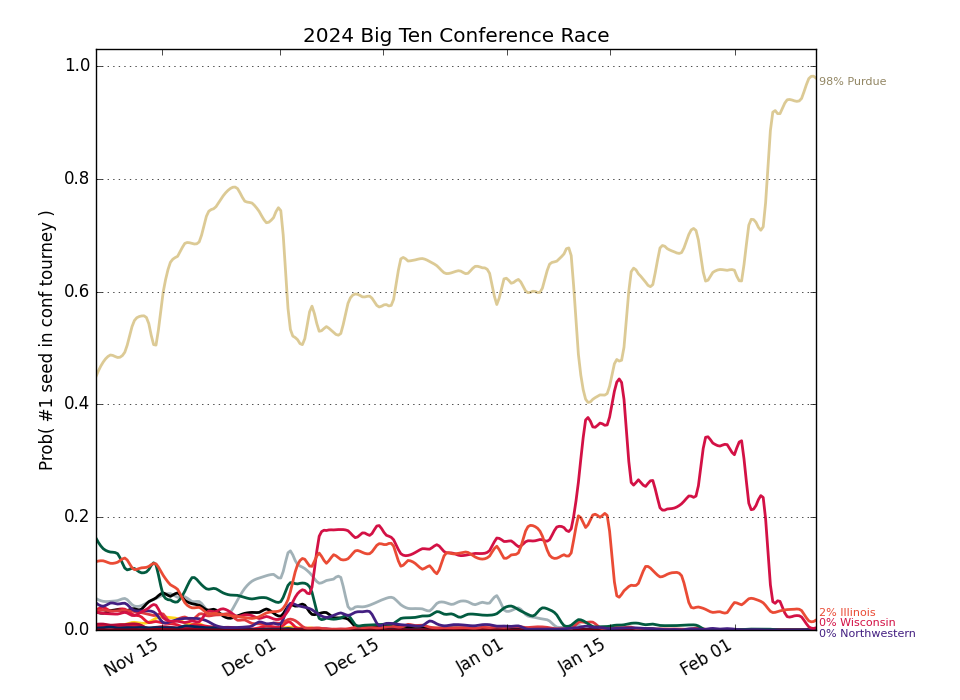 2024 Big Ten Conference Race
Prob( #1 seed in conf tourney )
1.0
0.8
0.6
0.4
0.2
0.0
98% Purdue
2% Illinois
0% Wisconsin
0% Northwestern
Nov 15
Dec 01
Dec 15
Jan 01
Jan 15
Feb 01